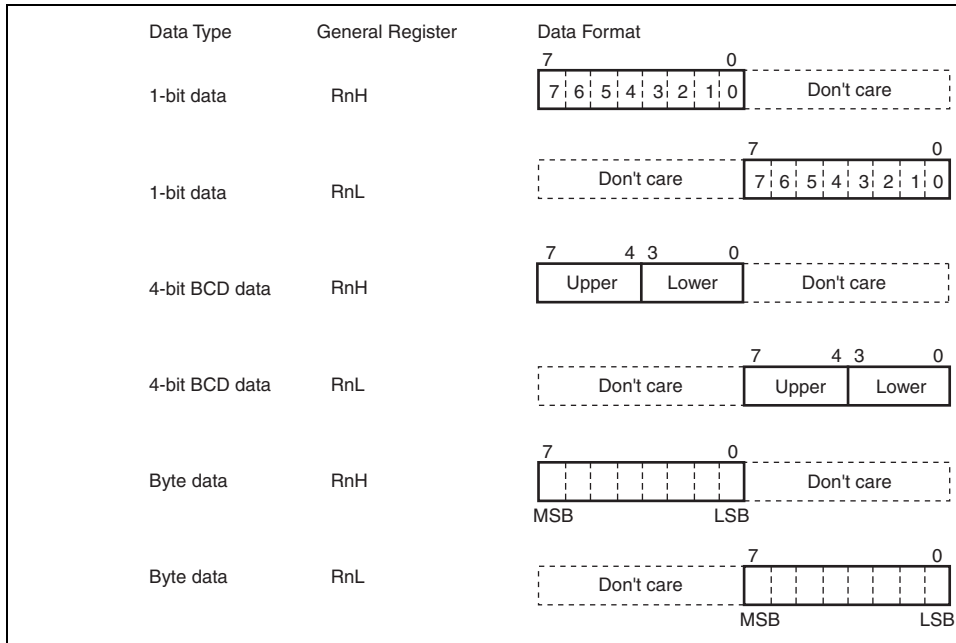 Data Type General Register Data Format
7 0
1-bit data RnH 7 6 5 4 3 2 1 0 Don't care
7 0
1-bit data RnL Don't care 7 6 5 4 3 2 1 0
7 4 3 0
4-bit BCD data RnH Upper Lower Don't care
7 4 3 0
4-bit BCD data RnL Don't care Upper Lower
7 0
Byte data RnH Don't care
MSB LSB
7 0
Byte data RnL Don't care
MSB LSB